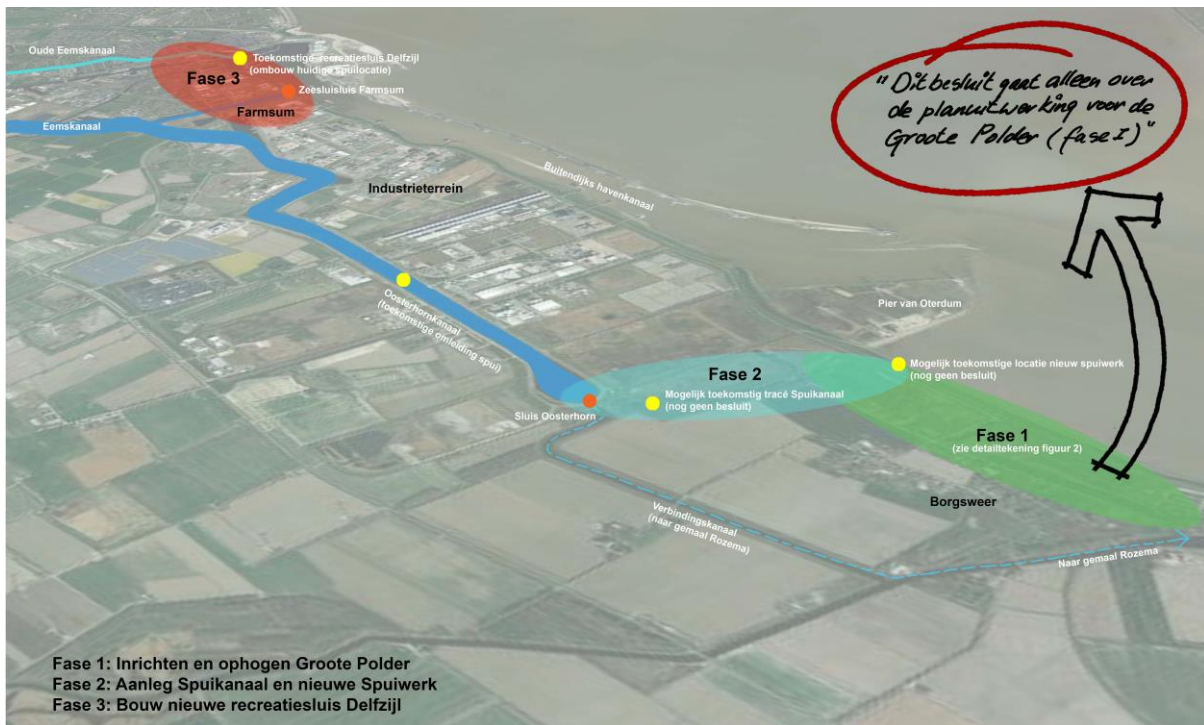 Oude Eemskanaal
Toekomstige recreatiesluis Delfzijl
(ombouw huidige spuilocatie)
Fase 3
Zeesluisluis Farmsum
Farmsum
Eemskanaal
"Dit besluit gaat alleen over
de planuitwerking voor de
Groote Polder (fase I)"
Industrieterrein
Buitendijks havenkanaal
Oosterhornkanaal
(toekomstige omleiding spui)
Pier van Oterdum
Mogelijk toekomstige locatie nieuw spuiwerk
(nog geen besluit)
Fase 2
Mogelijk toekomstig tracé Spuikanaal
(nog geen besluit)
Sluis Oosterhorn
Fase 1
(zie detailtekening figuur 2)
Borgsweer
Verbindingskanaal
(naar gemaal Rozema)
Naar gemaal Rozema
Fase 1: Inrichten en ophogen Groote Polder
Fase 2: Aanleg Spuikanaal en nieuwe Spuiwerk
Fase 3: Bouw nieuwe recreatiesluis Delfzijl